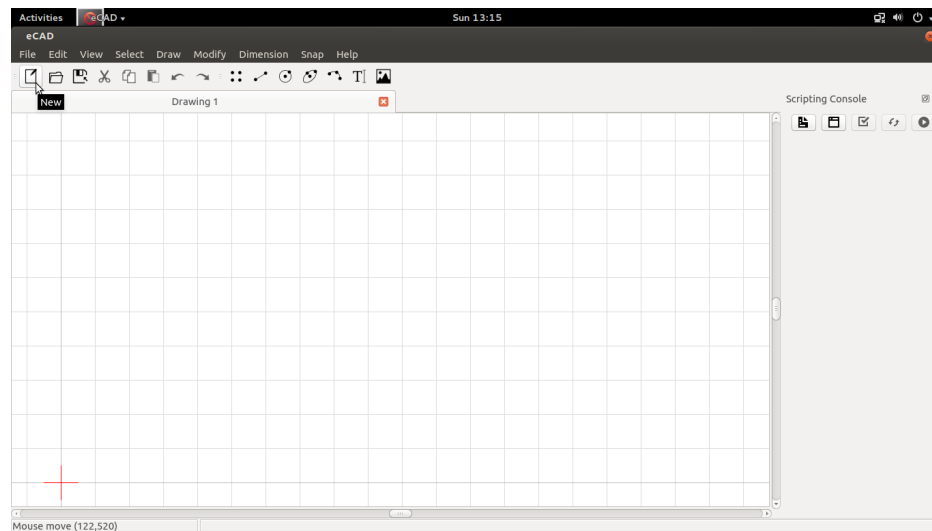 Activities eCAD Sun 13:15
eCAD
File Edit View Select Draw Modify Dimension Snap Help
TI
New Drawing 1 Scripting Console
Mouse move (122,520)